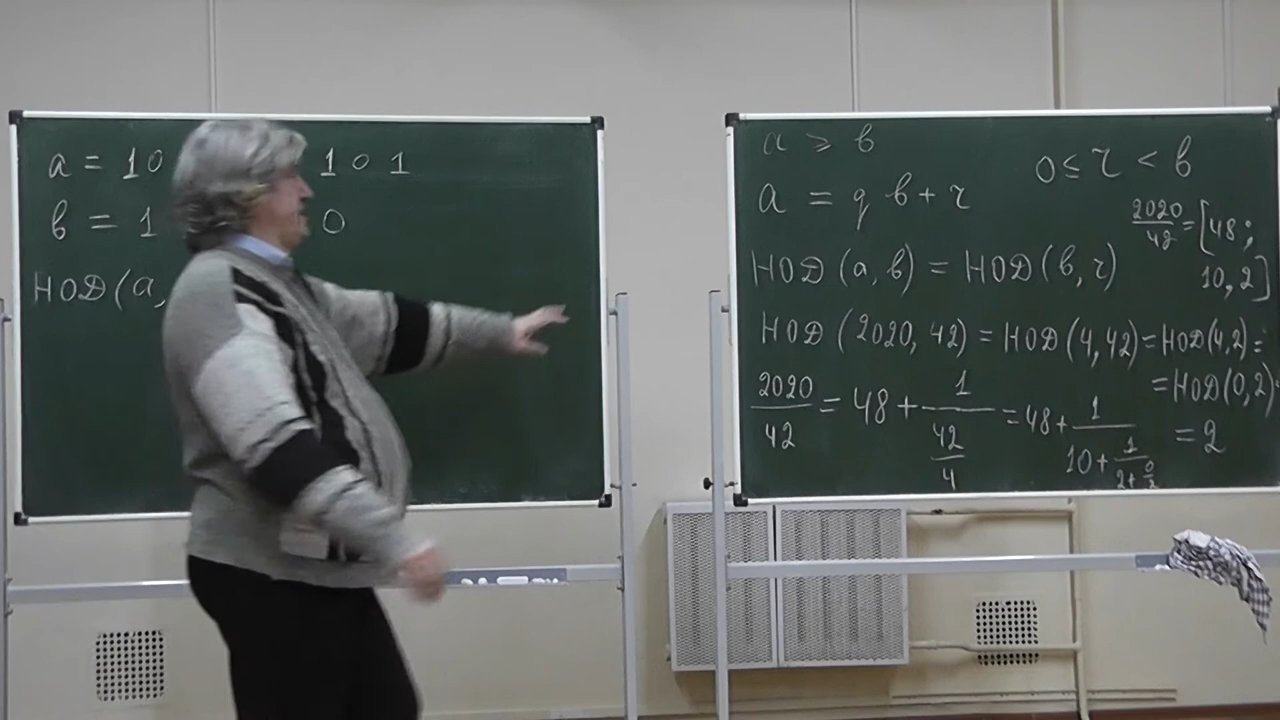 a = 10 1 0 1
в = 1 0
НОД(a,
a ⩾ в
0 ≤ r < в
a = q в + r
2020/42 = [48; 10, 2]
НОД (a, в) = НОД (в, r)
НОД (2020, 42) = НОД (4, 42) = НОД (4, 2) =
= НОД (0, 2) =
= 2
2020/42 = 48 + 1/(42/4) = 48 + 1/(10 + 1/(2 + 0/2))